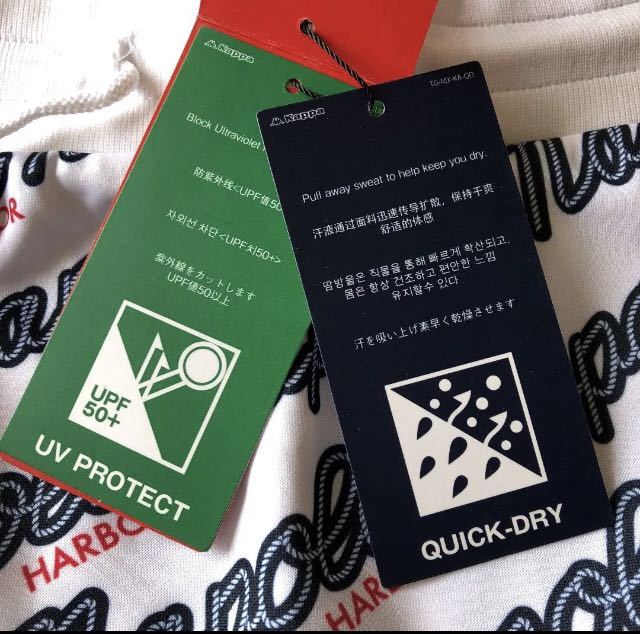 Kappa
Block Ultraviolet
防紫外线<UPF值50
자외선 차단<UPF치50+>
紫外線をカットします
UPF値50以上
UPF
50+
UV PROTECT
TG-MX-KA-QD
Kappa
Pull away sweat to help keep you dry.
汗液通过面料迅速传导扩散，保持干爽
舒适的体感
땀방울은 직물을 통해 빠르게 확산되고,
몸은 항상 건조하고 편안한 느낌
유지할수 있다
汗を吸い上げ素早く乾燥させます
QUICK-DRY
HARBOR
HARBO